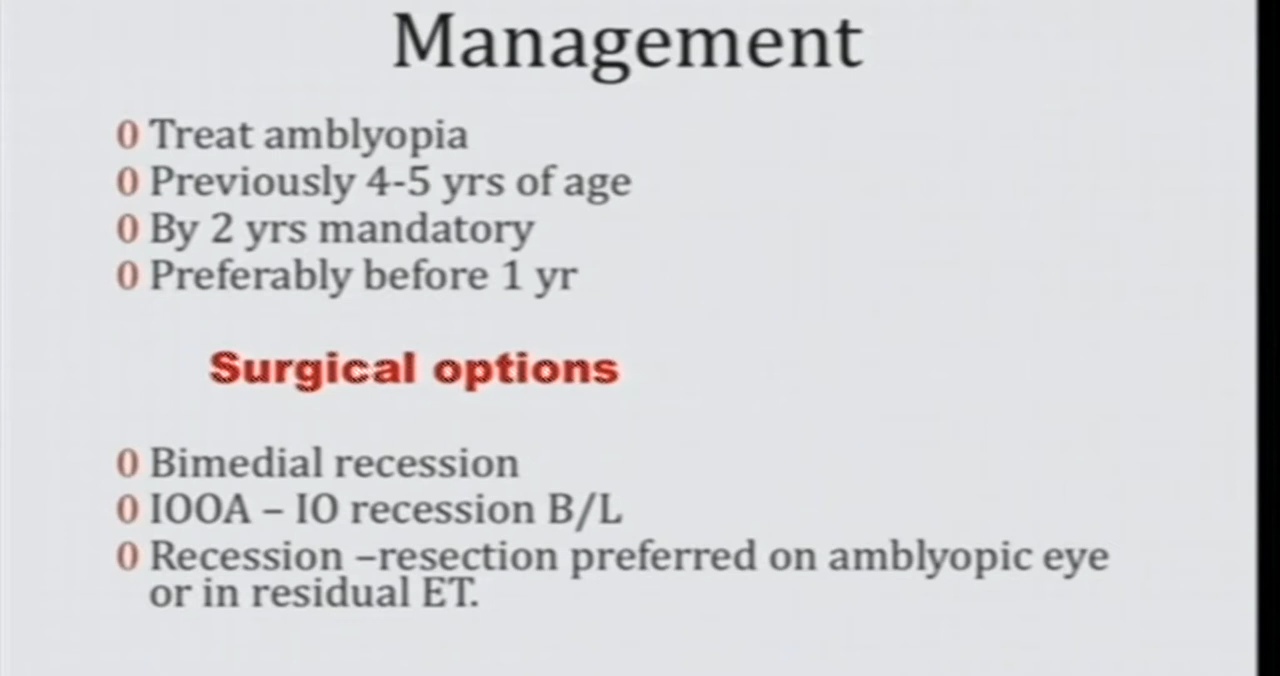 Management
0 Treat amblyopia
0 Previously 4-5 yrs of age
0 By 2 yrs mandatory
0 Preferably before 1 yr
Surgical options
0 Bimedial recession
0 IOOA – IO recession B/L
0 Recession –resection preferred on amblyopic eye
or in residual ET.